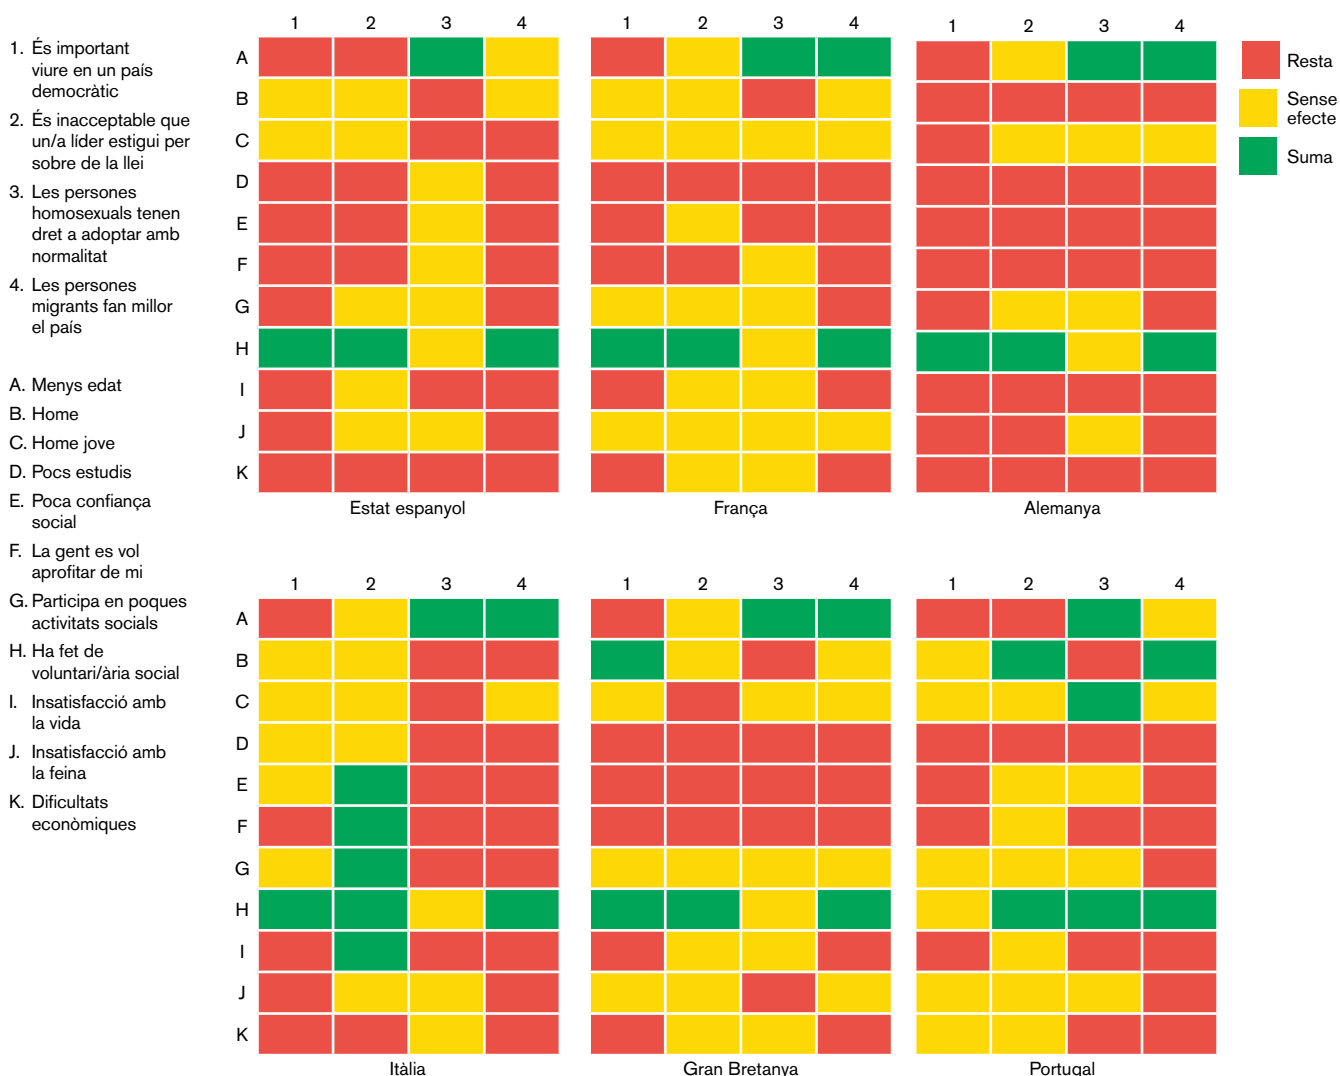 1. És important
viure en un país
democràtic
2. És inacceptable que
un/a líder estigui per
sobre de la llei
3. Les persones
homosexuals tenen
dret a adoptar amb
normalitat
4. Les persones
migrants fan millor
el país
A. Menys edat
B. Home
C. Home jove
D. Pocs estudis
E. Poca confiança
social
F. La gent es vol
aprofitar de mi
G. Participa en poques
activitats socials
H. Ha fet de
voluntari/ària social
I. Insatisfacció amb
la vida
J. Insatisfacció amb
la feina
K. Dificultats
econòmiques
1 2 3 4
A
B
C
D
E
F
G
H
I
J
K
Estat espanyol
1 2 3 4
França
1 2 3 4
Alemanya
Resta
Sense
efecte
Suma
1 2 3 4
A
B
C
D
E
F
G
H
I
J
K
Itàlia
1 2 3 4
Gran Bretanya
1 2 3 4
Portugal